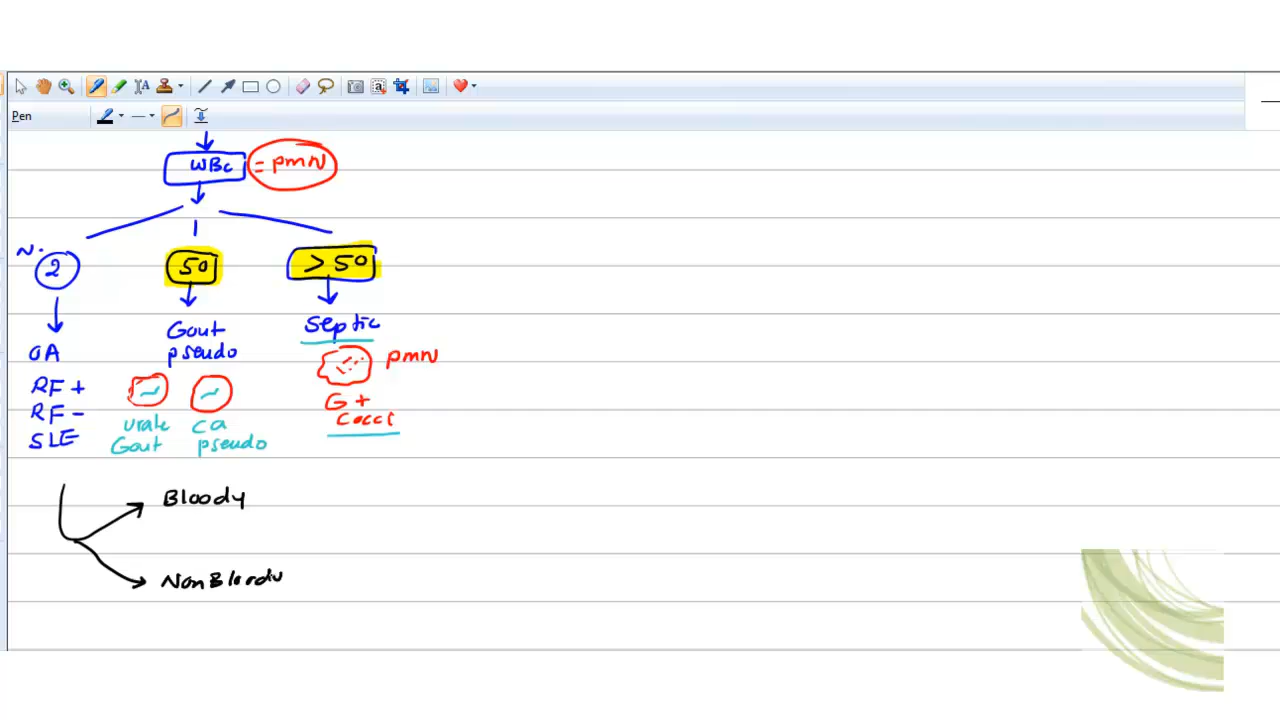 Pen
WBC = PMN
N.
2
50
> 50
OA
RF +
RF -
SLE
Gout
pseudo
urate
Gout
ca
pseudo
Septic
PMN
G +
cocci
Bloody
NonBloody